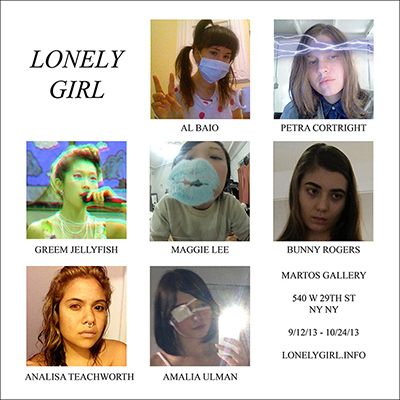 LONELY
GIRL
AL BAIO
PETRA CORTRIGHT
GREEM JELLYFISH
MAGGIE LEE
BUNNY ROGERS
ANALISA TEACHWORTH
AMALIA ULMAN
MARTOS GALLERY
540 W 29TH ST
NY NY
9/12/13 - 10/24/13
LONELYGIRL.INFO